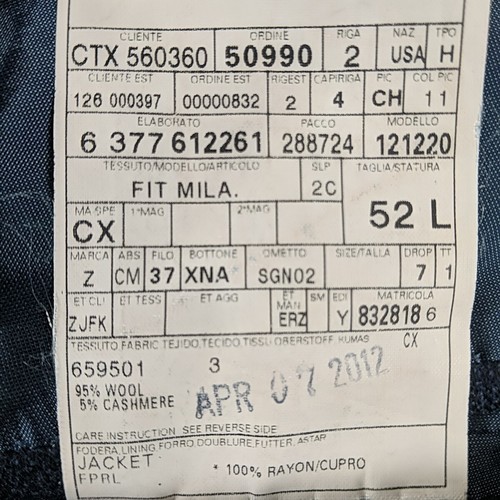 CLIENTE ORDINE RIGA NAZ TPO
CTX 560360 50990 2 USA H
CLIENTE EST ORDINE EST RIGEST CAPIRIGA PIC COL PIC
126 000397 00000832 2 4 CH 11
ELABORATO PACCO MODELLO
6 377 612261 288724 121220
TESSUTO/MODELLO/ARTICOLO SLP TAGLIA/STATURA
FIT MILA. 2C 52 L
MA SPE 1°MAG 2°MAG
CX
MARCA ABS FILO BOTTONE OMETTO SIZE/TALLA DROP TT
Z CM 37 XNA SGN02 7 1
ET CLI ET TESS ET AGG ET MAN SM EDI MATRICOLA
ZJFK ERZ Y 832818 6
TESSUTO FABRIC TEJIDO TECIDO TISSU OBERSTOFF KUMAS CX
659501 3
95% WOOL
5% CASHMERE
APR 07 2012
CARE INSTRUCTION SEE REVERSE SIDE
FODERA LINING FORRO DOUBLURE FUTTER ASTAR
JACKET * 100% RAYON/CUPRO
FPRL